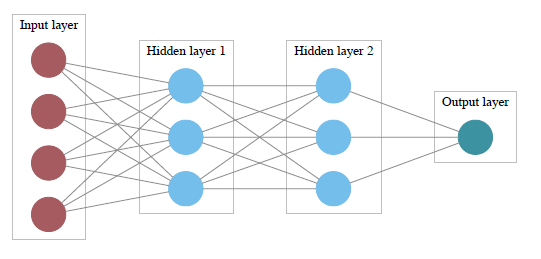 Input layer
Hidden layer 1
Hidden layer 2
Output layer